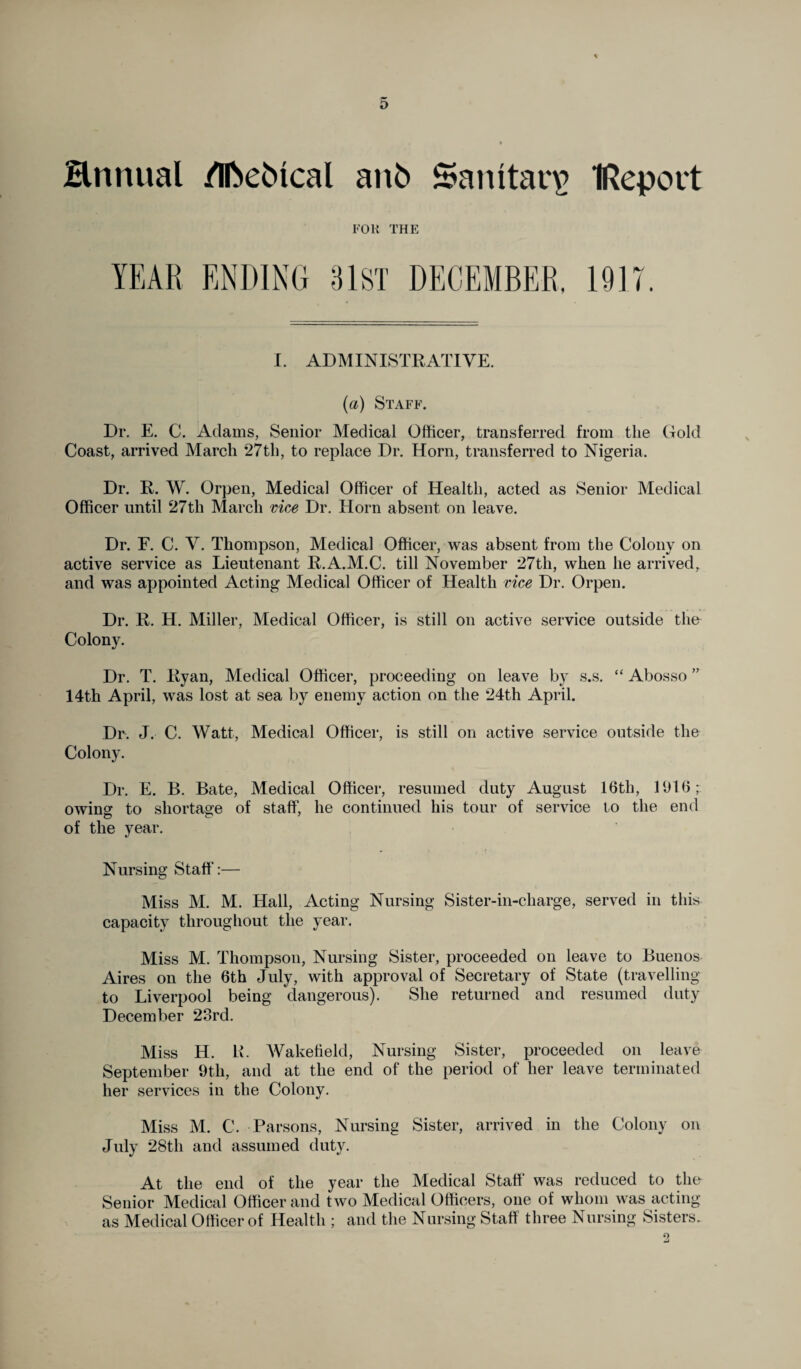 5
Annual Medical and Sanitary Report
FOR THE
YEAR ENDING 31ST DECEMBER, 1917.
I. ADMINISTRATIVE.
(a) STAFF.
Dr. E. C. Adams, Senior Medical Officer, transferred from the Gold
Coast, arrived March 27th, to replace Dr. Horn, transferred to Nigeria.
Dr. R. W. Orpen, Medical Officer of Health, acted as Senior Medical
Officer until 27th March vice Dr. Horn absent on leave.
Dr. F. C. V. Thompson, Medical Officer, was absent from the Colony on
active service as Lieutenant R.A.M.C. till November 27th, when he arrived,
and was appointed Acting Medical Officer of Health vice Dr. Orpen.
Dr. R. H. Miller, Medical Officer, is still on active service outside the
Colony.
Dr. T. Ryan, Medical Officer, proceeding on leave by s.s. “ Abosso ”
14th April, was lost at sea by enemy action on the 24th April.
Dr. J. C. Watt, Medical Officer, is still on active service outside the
Colony.
Dr. E. B. Bate, Medical Officer, resumed duty August 16th, 1916 ;
owing to shortage of staff, he continued his tour of service to the end
of the year.
Nursing Staff :—
Miss M. M. Hall, Acting Nursing Sister-in-charge, served in this
capacity throughout the year.
Miss M. Thompson, Nursing Sister, proceeded on leave to Buenos
Aires on the 6th July, with approval of Secretary of State (travelling
to Liverpool being dangerous). She returned and resumed duty
December 23rd.
Miss H. R. Wakefield, Nursing Sister, proceeded on leave
September 9th, and at the end of the period of her leave terminated
her services in the Colony.
Miss M. C. Parsons, Nursing Sister, arrived in the Colony on
July 28th and assumed duty.
At the end of the year the Medical Staff was reduced to the
Senior Medical Officer and two Medical Officers, one of whom was acting
as Medical Officer of Health ; and the Nursing Staff three Nursing Sisters.
2